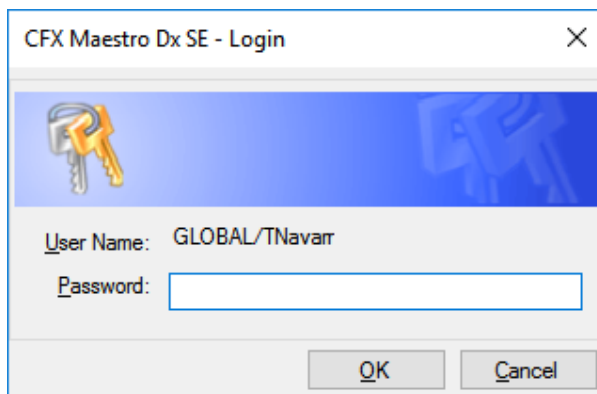 CFX Maestro Dx SE - Login
User Name: GLOBAL/TNavarr
Password:
OK Cancel